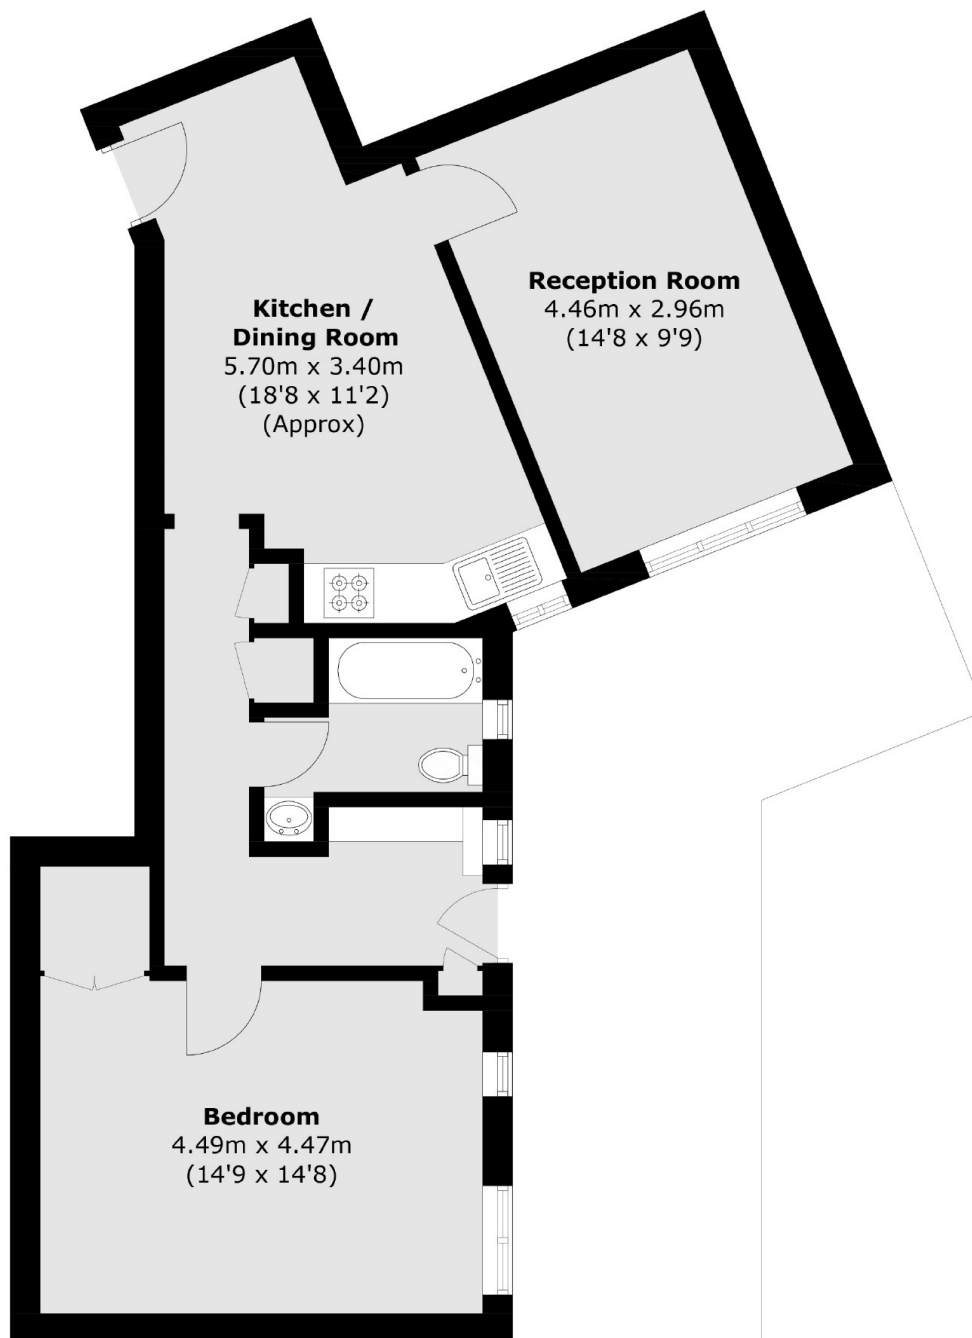 Reception Room
4.46m x 2.96m
(14'8 x 9'9)
Kitchen /
Dining Room
5.70m x 3.40m
(18'8 x 11'2)
(Approx)
Bedroom
4.49m x 4.47m
(14'9 x 14'8)